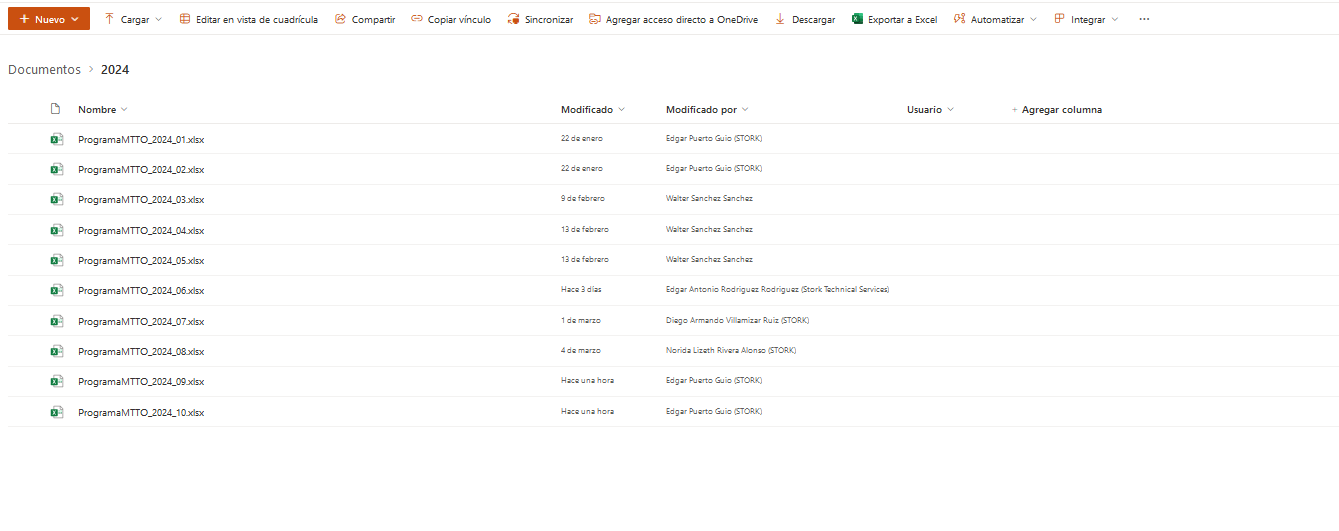 Nuevo Cargar Editar en vista de cuadrícula Compartir Copiar vínculo Sincronizar Agregar acceso directo a OneDrive Descargar Exportar a Excel Automatizar Integrar ...
Documentos > 2024
Nombre Modificado Modificado por Usuario + Agregar columna
ProgramaMTTO_2024_01.xlsx 22 de enero Edgar Puerto Guio (STORK)
ProgramaMTTO_2024_02.xlsx 22 de enero Edgar Puerto Guio (STORK)
ProgramaMTTO_2024_03.xlsx 9 de febrero Walter Sanchez Sanchez
ProgramaMTTO_2024_04.xlsx 13 de febrero Walter Sanchez Sanchez
ProgramaMTTO_2024_05.xlsx 13 de febrero Walter Sanchez Sanchez
ProgramaMTTO_2024_06.xlsx Hace 3 días Edgar Antonio Rodriguez Rodriguez (Stork Technical Services)
ProgramaMTTO_2024_07.xlsx 1 de marzo Diego Armando Villamizar Ruiz (STORK)
ProgramaMTTO_2024_08.xlsx 4 de marzo Norida Lizeth Rivera Alonso (STORK)
ProgramaMTTO_2024_09.xlsx Hace una hora Edgar Puerto Guio (STORK)
ProgramaMTTO_2024_10.xlsx Hace una hora Edgar Puerto Guio (STORK)